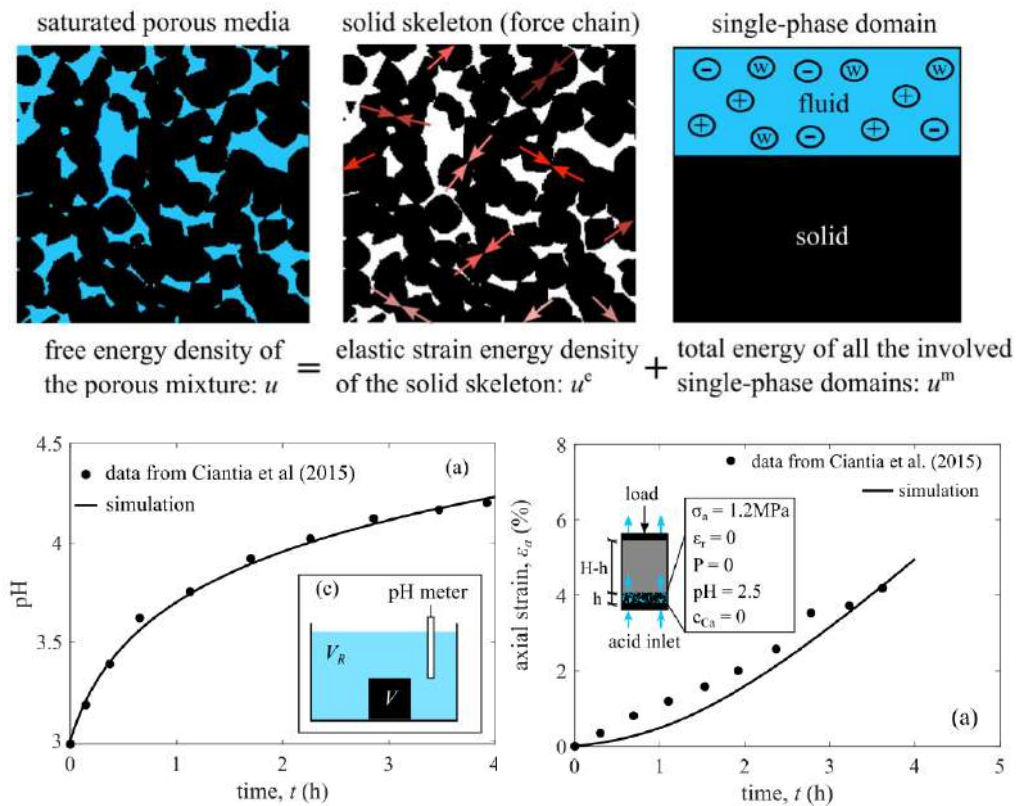 saturated porous media
solid skeleton (force chain)
single-phase domain
- w - w w
+ fluid +
+ w - + -
solid
free energy density of
the porous mixture: u
=
elastic strain energy density
of the solid skeleton: uᵉ
+
total energy of all the involved
single-phase domains: uᵐ
4.5
4
3.5
3
pH
data from Ciantia et al (2015)
simulation
(a)
(c)
pH meter
V_R
V
0 1 2 3 4
time, t (h)
8
6
4
2
0
axial strain, ε_a (%)
data from Ciantia et al. (2015)
simulation
load
H-h
h
acid inlet
σ_a = 1.2MPa
ε_r = 0
P = 0
pH = 2.5
c_Ca = 0
(a)
0 1 2 3 4 5
time, t (h)